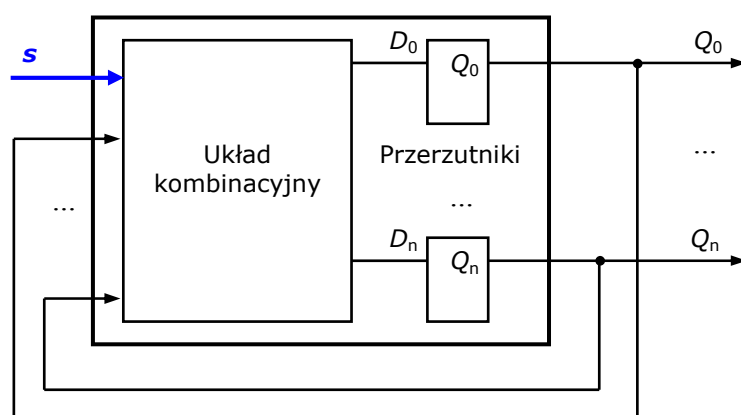 s
D0
Q0
Q0
Układ
kombinacyjny
Przerzutniki
...
...
...
Dn
Qn
Qn